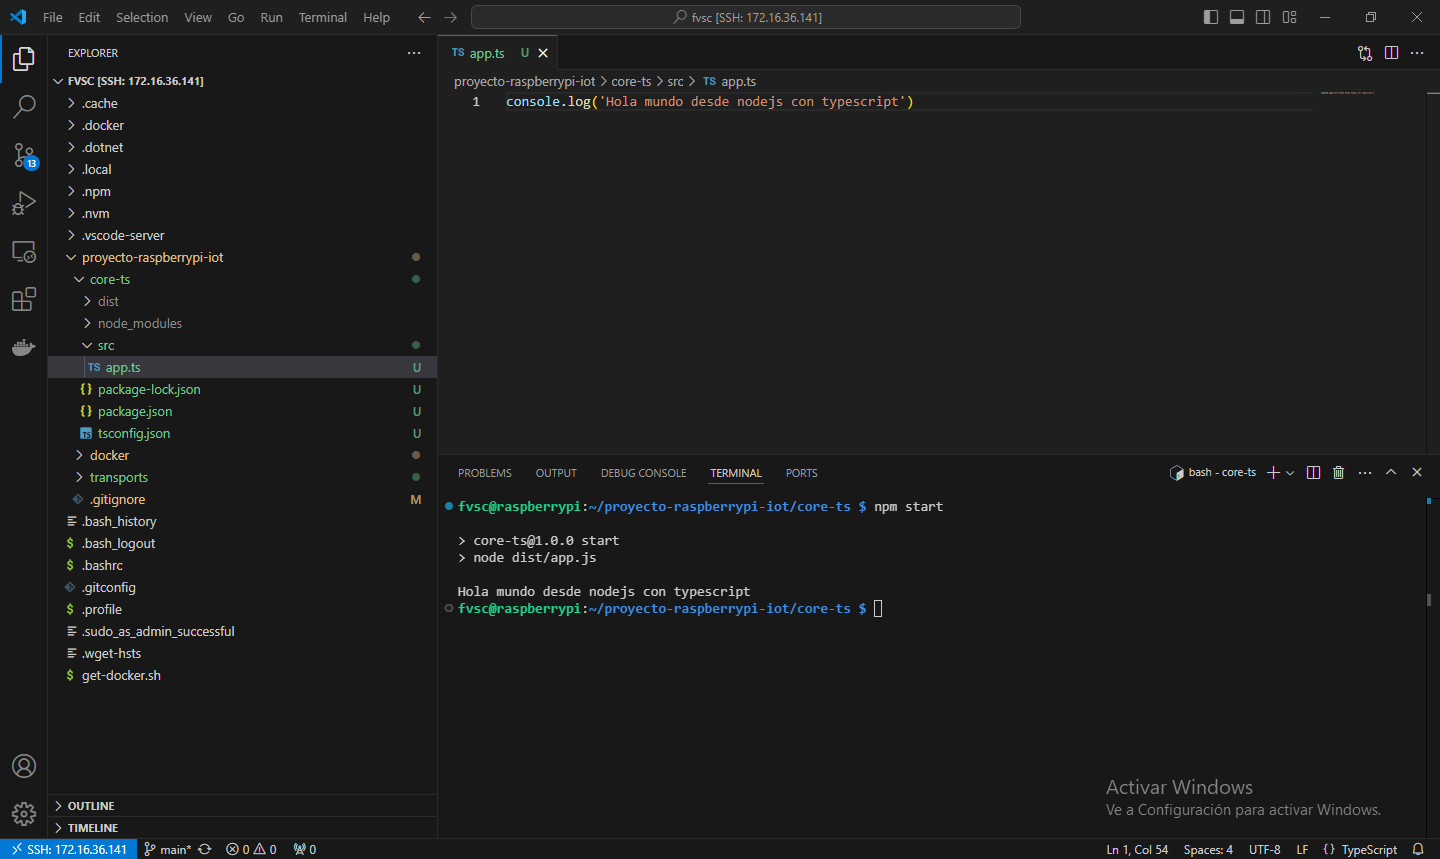 File Edit Selection View Go Run Terminal Help
fvsc [SSH: 172.16.36.141]
EXPLORER
FVSC [SSH: 172.16.36.141]
.cache
.docker
.dotnet
.local
.npm
.nvm
.vscode-server
proyecto-raspberrypi-iot
core-ts
dist
node_modules
src
TS app.ts U
{} package-lock.json U
{} package.json U
TS tsconfig.json U
docker
transports
.gitignore M
.bash_history
$ .bash_logout
$ .bashrc
.gitconfig
$ .profile
.sudo_as_admin_successful
.wget-hsts
$ get-docker.sh
OUTLINE
TIMELINE
13
TS app.ts U
proyecto-raspberrypi-iot > core-ts > src > TS app.ts
1 console.log('Hola mundo desde nodejs con typescript')
PROBLEMS OUTPUT DEBUG CONSOLE TERMINAL PORTS
bash - core-ts
fvsc@raspberrypi:~/proyecto-raspberrypi-iot/core-ts $ npm start
> core-ts@1.0.0 start
> node dist/app.js
Hola mundo desde nodejs con typescript
fvsc@raspberrypi:~/proyecto-raspberrypi-iot/core-ts $
Activar Windows
Ve a Configuración para activar Windows.
SSH: 172.16.36.141 main* 0 0 0
Ln 1, Col 54 Spaces: 4 UTF-8 LF {} TypeScript